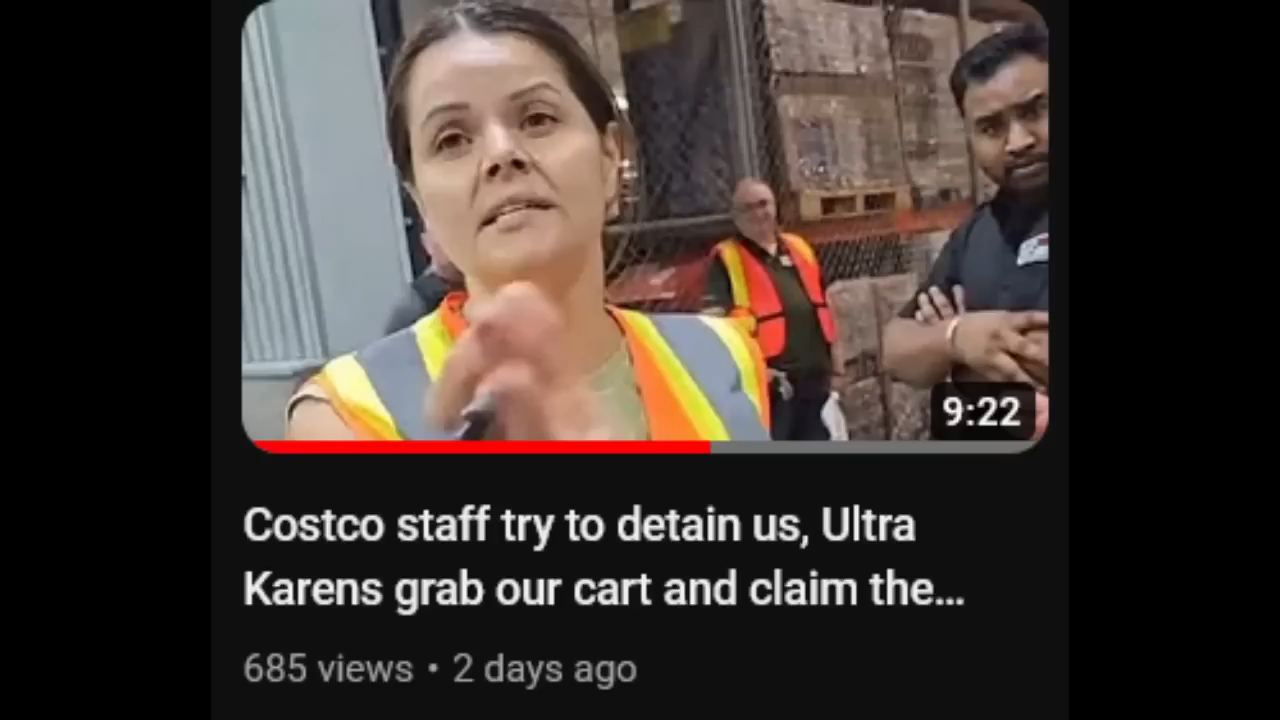 9:22
Costco staff try to detain us, Ultra
Karens grab our cart and claim the...
685 views • 2 days ago